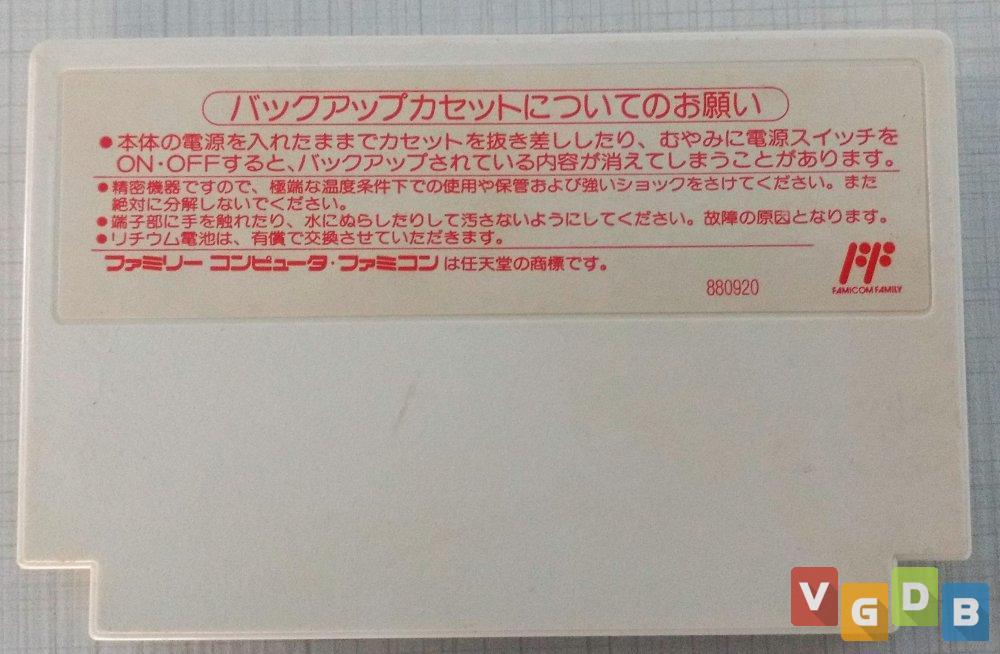 バックアップカセットについてのお願い
●本体の電源を入れたままでカセットを抜き差ししたり、むやみに電源スイッチを
ON・OFFすると、バックアップされている内容が消えてしまうことがあります。
●精密機器ですので、極端な温度条件下での使用や保管および強いショックをさけてください。また
絶対に分解しないでください。
●端子部に手を触れたり、水にぬらしたりして汚さないようにしてください。故障の原因となります。
●リチウム電池は、有償で交換させていただきます。
ファミリーコンピュータ・ファミコンは任天堂の商標です。
880920
FAMICOM FAMILY
VGDB